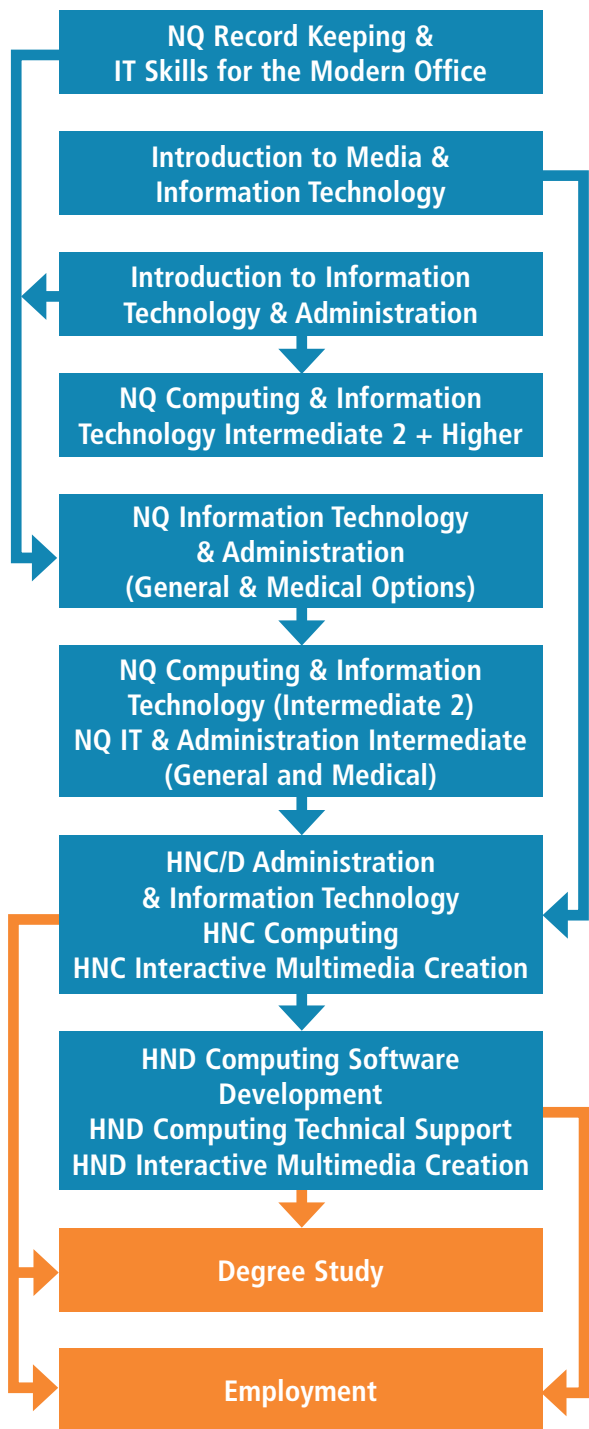 NQ Record Keeping &
IT Skills for the Modern Office
Introduction to Media &
Information Technology
Introduction to Information
Technology & Administration
NQ Computing & Information
Technology Intermediate 2 + Higher
NQ Information Technology
& Administration
(General & Medical Options)
NQ Computing & Information
Technology (Intermediate 2)
NQ IT & Administration Intermediate
(General and Medical)
HNC/D Administration
& Information Technology
HNC Computing
HNC Interactive Multimedia Creation
HND Computing Software
Development
HND Computing Technical Support
HND Interactive Multimedia Creation
Degree Study
Employment